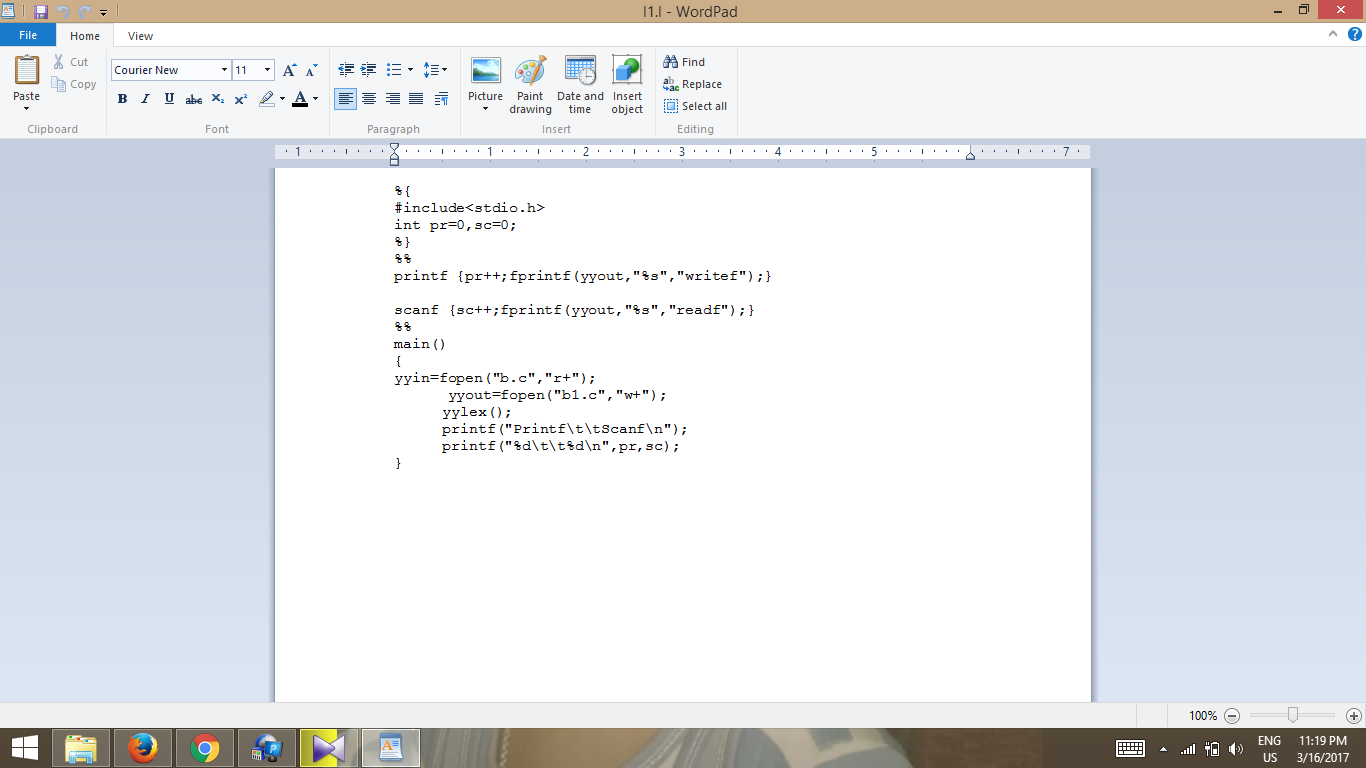 l1.l - WordPad
File
Home
View
Paste
Cut
Copy
Clipboard
Courier New
11
A A
B I U abc X₂ X² A
Font
Paragraph
Picture
Paint drawing
Date and time
Insert object
Insert
Find
Replace
Select all
Editing
1 1 2 3 4 5 7
%{
#include<stdio.h>
int pr=0,sc=0;
%}
%%
printf {pr++;fprintf(yyout,"%s","writef");}
scanf {sc++;fprintf(yyout,"%s","readf");}
%%
main()
{
yyin=fopen("b.c","r+");
yyout=fopen("b1.c","w+");
yylex();
printf("Printf\t\tScanf\n");
printf("%d\t\t%d\n",pr,sc);
}
100%
ENG
US
11:19 PM
3/16/2017